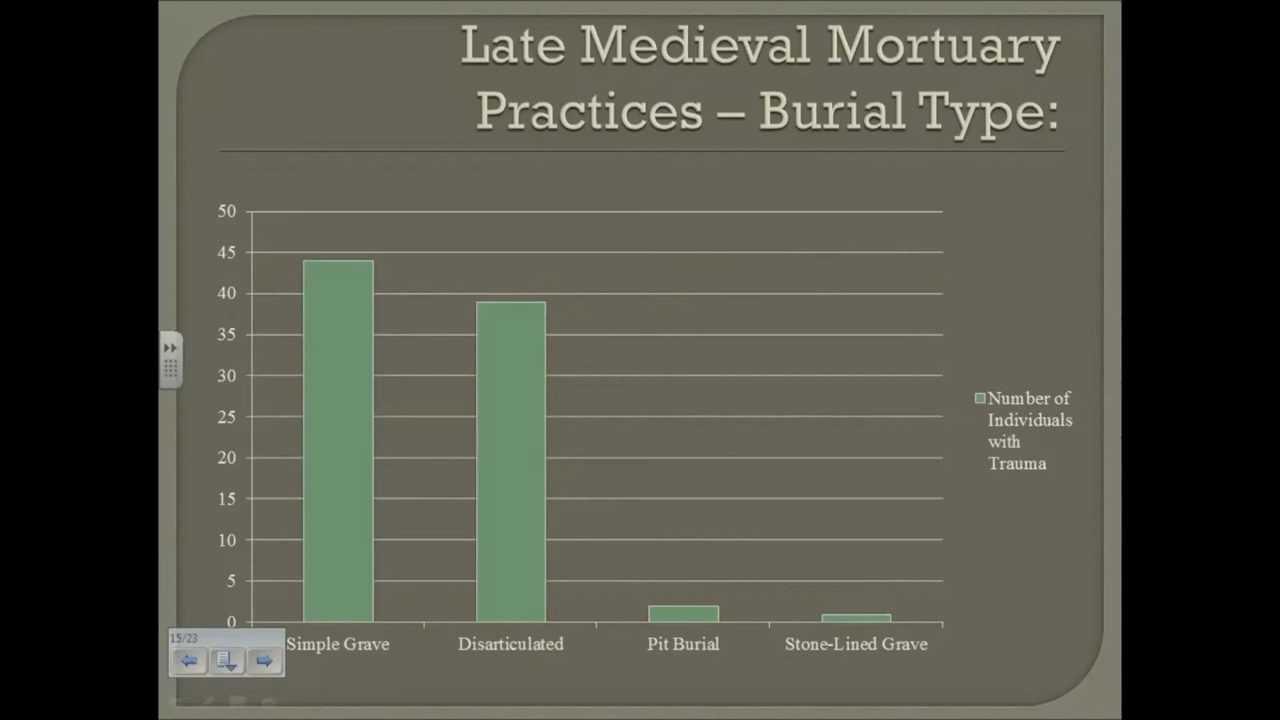 Late Medieval Mortuary
Practices – Burial Type:
50
45
40
35
30
25
20
15
10
5
0
Simple Grave
Disarticulated
Pit Burial
Stone-Lined Grave
Number of
Individuals
with
Trauma
15/23